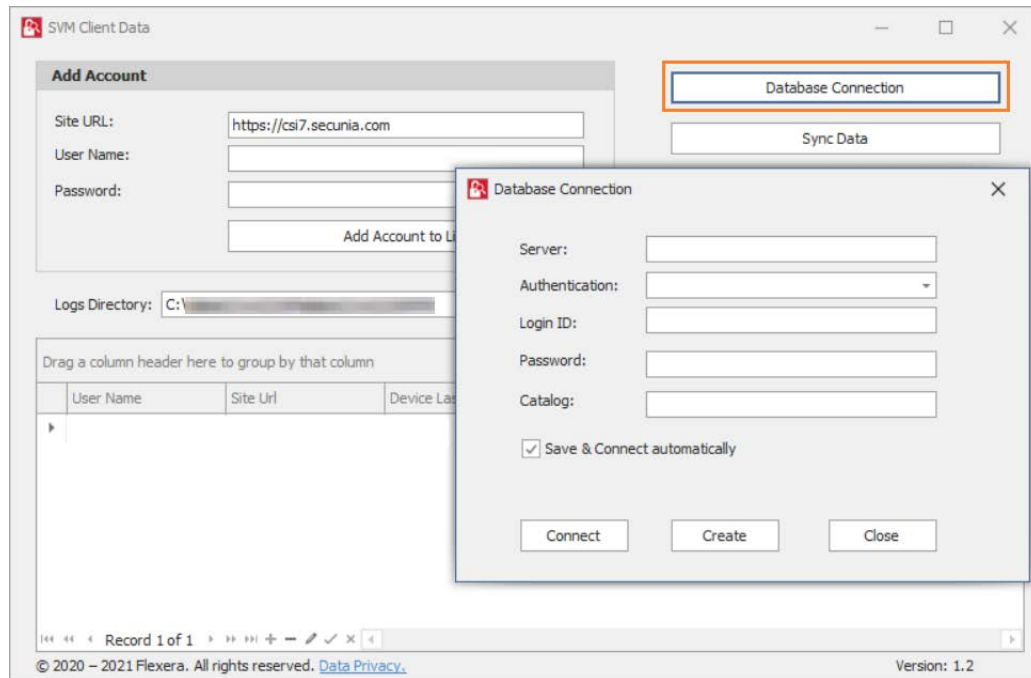 SVM Client Data
Add Account
Site URL:
https://csi7.secunia.com
User Name:
Password:
Add Account to Li
Database Connection
Sync Data
Logs Directory:
C:\
Drag a column header here to group by that column
User Name
Site Url
Device Las
Database Connection
Server:
Authentication:
Login ID:
Password:
Catalog:
Save & Connect automatically
Connect
Create
Close
Record 1 of 1
© 2020 – 2021 Flexera. All rights reserved. Data Privacy.
Version: 1.2